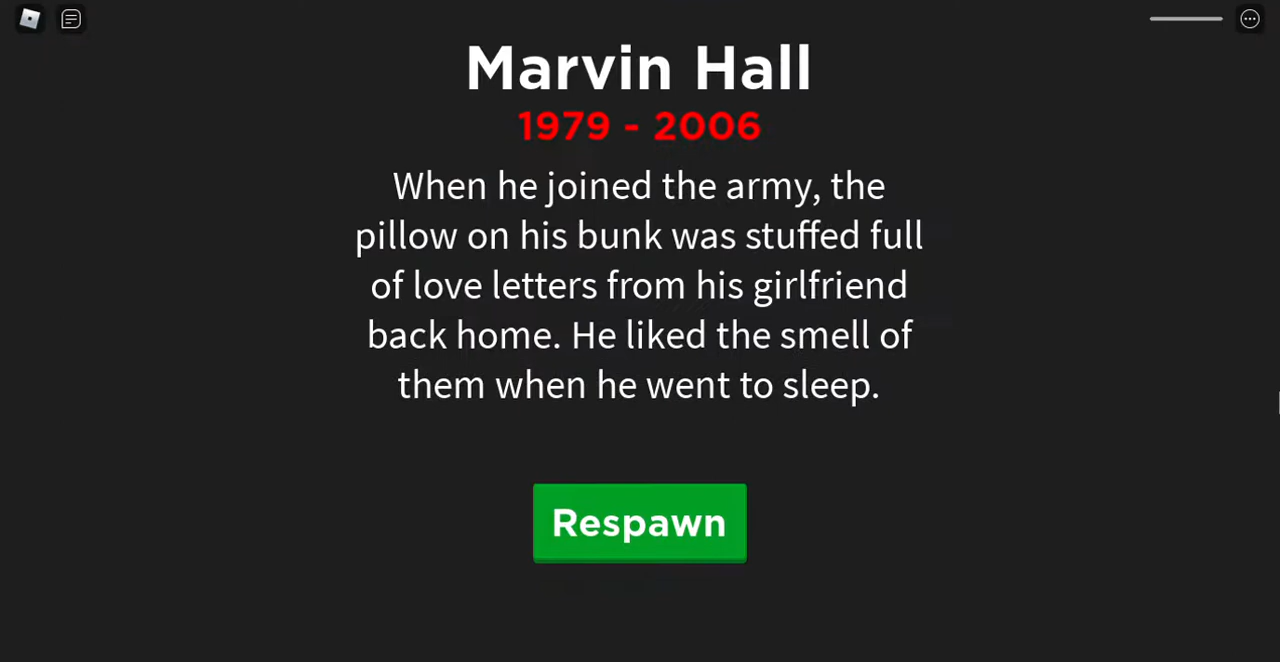 Marvin Hall
1979 - 2006
When he joined the army, the
pillow on his bunk was stuffed full
of love letters from his girlfriend
back home. He liked the smell of
them when he went to sleep.
Respawn